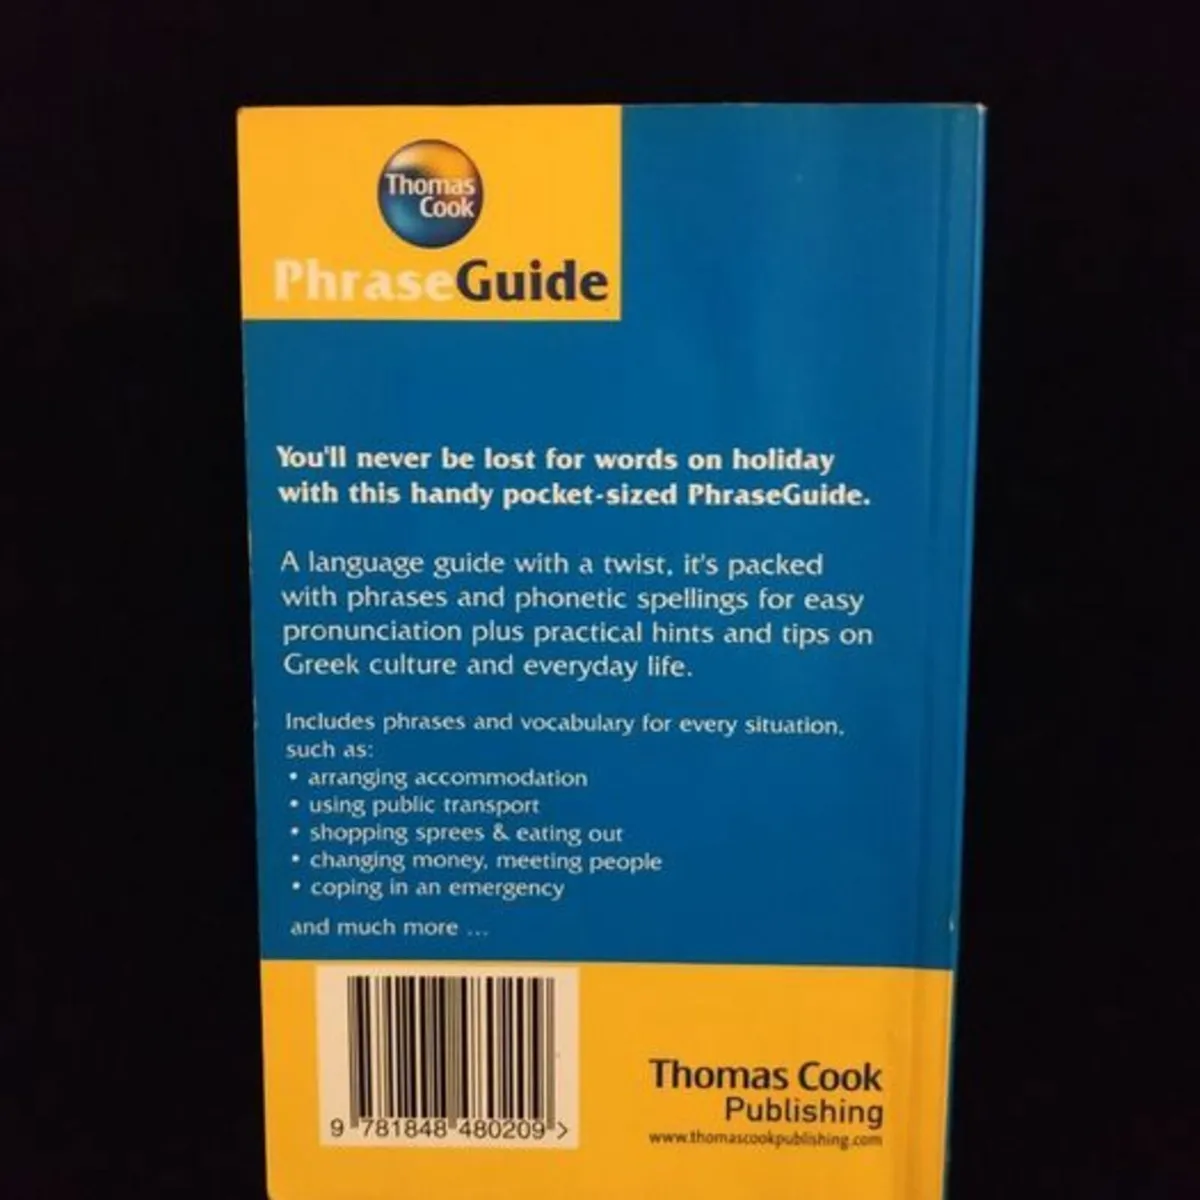 Thomas
Cook
PhraseGuide
You'll never be lost for words on holiday
with this handy pocket-sized PhraseGuide.
A language guide with a twist, it's packed
with phrases and phonetic spellings for easy
pronunciation plus practical hints and tips on
Greek culture and everyday life.
Includes phrases and vocabulary for every situation,
such as:
• arranging accommodation
• using public transport
• shopping sprees & eating out
• changing money, meeting people
• coping in an emergency
and much more ...
9 781848 480209 >
Thomas Cook
Publishing
www.thomascookpublishing.com